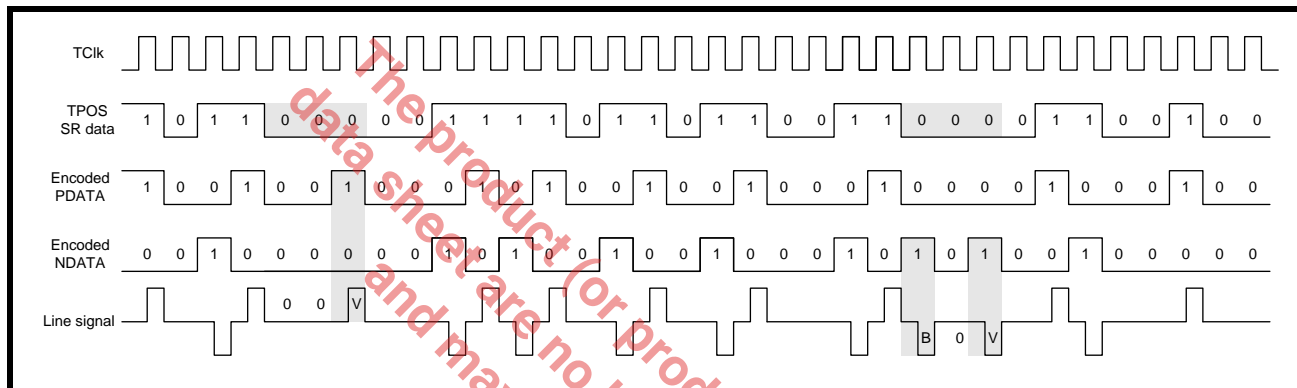 TClk
TPOS
SR data
1 0 1 1 0 0 0 0 0 1 1 1 1 0 1 1 0 1 1 0 0 1 1 0 0 0 0 1 1 0 0 1 0 0
Encoded
PDATA
1 0 0 1 0 0 1 0 0 0 1 0 1 0 0 1 0 0 1 0 0 0 1 0 0 0 0 1 0 0 0 1 0 0
Encoded
NDATA
0 0 1 0 0 0 0 0 0 1 0 1 0 0 1 0 0 1 0 0 0 1 0 1 0 1 0 0 1 0 0 0 0 0
Line signal
0 0 V
B 0 V
The product (or
data sheet are
and